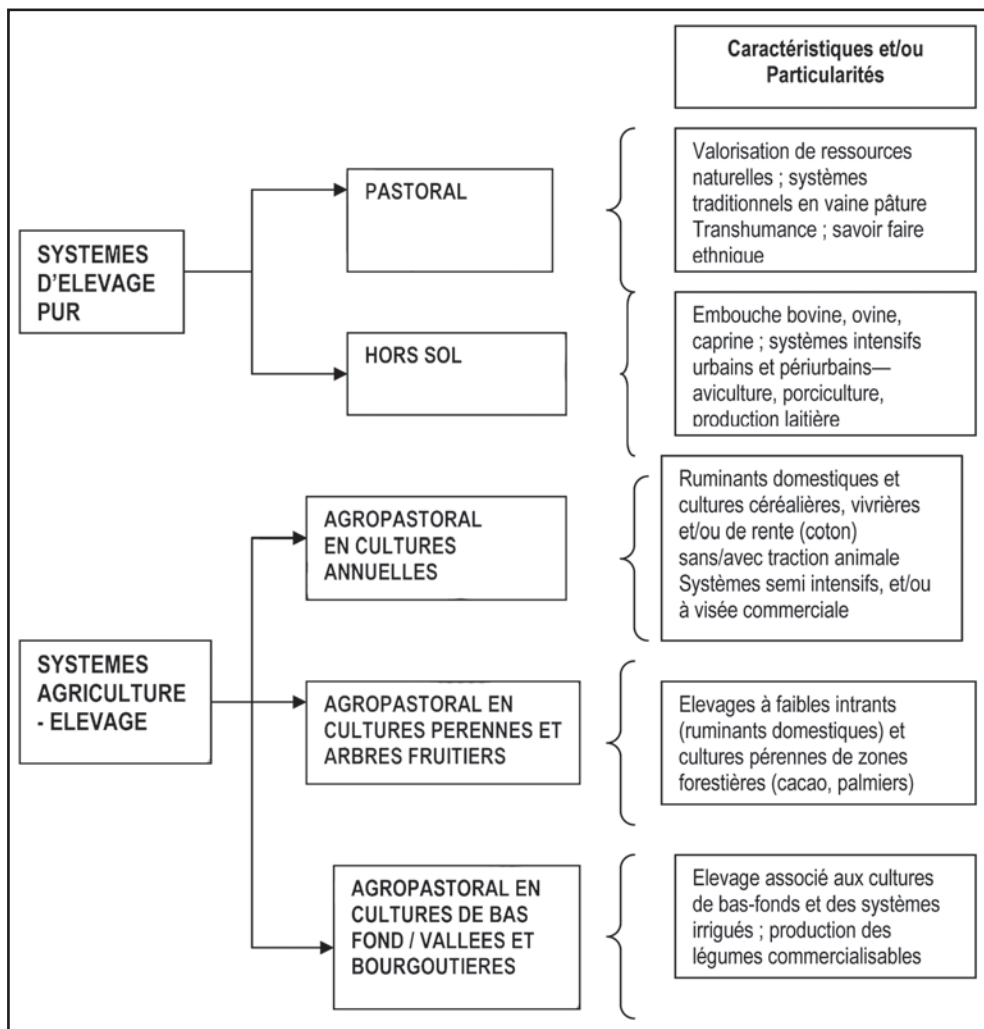 Caractéristiques et/ou
Particularités
SYSTEMES
D'ELEVAGE
PUR
PASTORAL
Valorisation de ressources
naturelles ; systèmes
traditionnels en vaine pâture
Transhumance ; savoir faire
ethnique
HORS SOL
Embouche bovine, ovine,
caprine ; systèmes intensifs
urbains et périurbains—
aviculture, porciculture,
production laitière
SYSTEMES
AGRICULTURE
- ELEVAGE
AGROPASTORAL
EN CULTURES
ANNUELLES
Ruminants domestiques et
cultures céréalières, vivrières
et/ou de rente (coton)
sans/avec traction animale
Systèmes semi intensifs, et/ou
à visée commerciale
AGROPASTORAL EN
CULTURES PERENNES ET
ARBRES FRUITIERS
Elevages à faibles intrants
(ruminants domestiques) et
cultures pérennes de zones
forestières (cacao, palmiers)
AGROPASTORAL EN
CULTURES DE BAS
FOND / VALLEES ET
BOURGOUTIERES
Elevage associé aux cultures
de bas-fonds et des systèmes
irrigués ; production des
légumes commercialisables